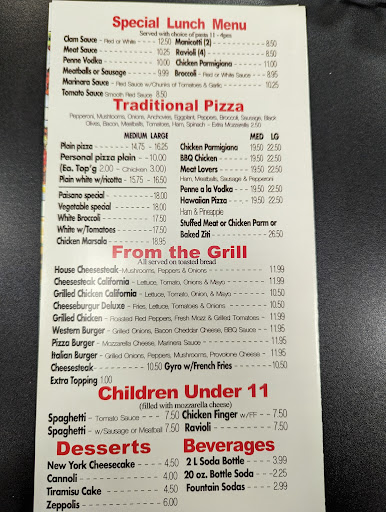 Special Lunch Menu
Served with choice of pasta 11 - 4pm
Clam Sauce - Red or White - - - 12.50
Meat Sauce - - - 10.25
Penne Vodka - - - 10.00
Meatballs or Sausage - - - 9.99
Marinara Sauce - Red Sauce w/Chunks of Tomatoes & Garlic - - - 10.25
Tomato Sauce Smooth Red Sauce - - - 8.50
Manicotti (2) - - - 8.50
Ravioli (4) - - - 8.50
Chicken Parmigiana - - - 11.00
Broccoli - Red or White Sauce - - - 8.95
Traditional Pizza
Pepperoni, Mushrooms, Onions, Anchovies, Eggplant, Peppers, Broccoli, Sausage, Black
Olives, Bacon, Meatballs, Tomatoes, Ham, Spinach - Extra Mozzarella 2.50
MEDIUM LARGE
Plain pizza - - - 14.75 - 16.25
Personal pizza plain - - - 10.00
(Ea. Top'g 2.00 - Chicken 3.00)
Plain white w/ricotta - 15.75 - 16.50
Paisano special - - - 18.50
Vegetable special - - - 18.00
White Broccoli - - - 17.50
White w/Tomatoes - - - 17.50
Chicken Marsala - - - 18.95
MED LG
Chicken Parmigiana 19.50 22.50
BBQ Chicken - - - 19.50 22.50
Meat Lovers - - - 19.50 22.50
Ham, Meatballs, Sausage & Pepperoni
Penne a la Vodka - - - 19.50 22.50
Hawaiian Pizza - - - 19.50 22.50
Ham & Pineapple
Stuffed Meat or Chicken Parm or
Baked Ziti - - - 26.50
From the Grill
All served on toasted bread
House Cheesesteak - Mushrooms, Peppers & Onions - - - 11.99
Cheesesteak California - Lettuce, Tomato, Onion & Mayo - - - 11.99
Grilled Chicken California - Lettuce, Tomato, Onion, & Mayo - - - 10.50
Cheeseburgur Deluxe - Fries, Lettuce, Tomato & Onions - - - 10.50
Grilled Chicken - Roasted Red Peppers, Fresh Mozz & Grilled Tomatoes - - - 11.99
Western Burger - Grilled Onions, Bacon Cheddar Cheese, BBQ Sauce - - - 11.99
Pizza Burger - Mozzarella Cheese, Marinera Sauce - - - 11.99
Italian Burger - Grilled Onions, Peppers, Mushrooms, Provolone Cheese - - - 11.99
Cheesesteak - - - 10.50 Gyro w/French Fries - - - 10.50
Extra Topping 1.00
Children Under 11
(filled with mozzarella cheese)
Spaghetti - Tomato Sauce - - - 7.50
Spaghetti - w/Sausage or Meatball 7.50
Chicken Finger w/FF - - - 7.50
Ravioli - - - 7.50
Desserts
New York Cheesecake - - - 4.50
Cannoli - - - 4.00
Tiramisu Cake - - - 4.50
Zeppolis - - - 6.00
Beverages
2 L Soda Bottle - - - 3.99
20 oz. Bottle Soda - - - 2.25
Fountain Sodas - - - 2.99